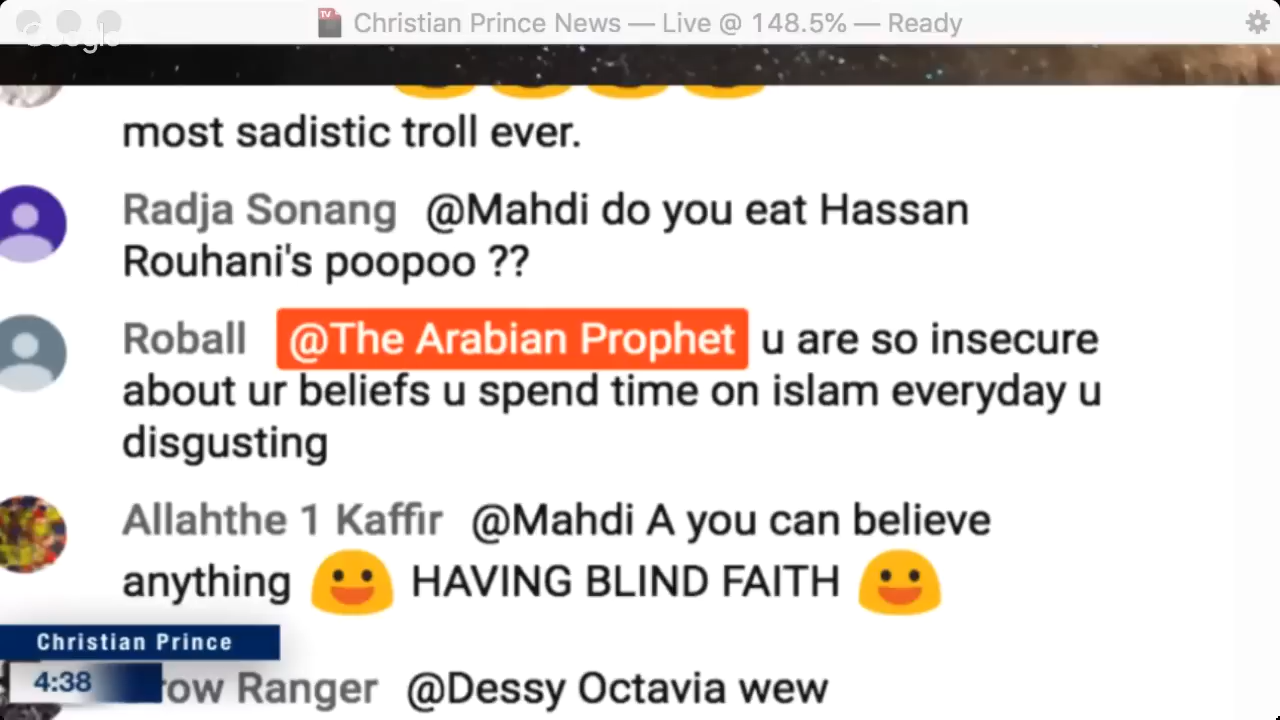 TV Christian Prince News — Live @ 148.5% — Ready
Google
most sadistic troll ever.
Radja Sonang @Mahdi do you eat Hassan
Rouhani's poopoo ??
Roball @The Arabian Prophet u are so insecure
about ur beliefs u spend time on islam everyday u
disgusting
Allahthe 1 Kaffir @Mahdi A you can believe
anything 😀 HAVING BLIND FAITH 😀
Christian Prince
4:38
row Ranger @Dessy Octavia wew